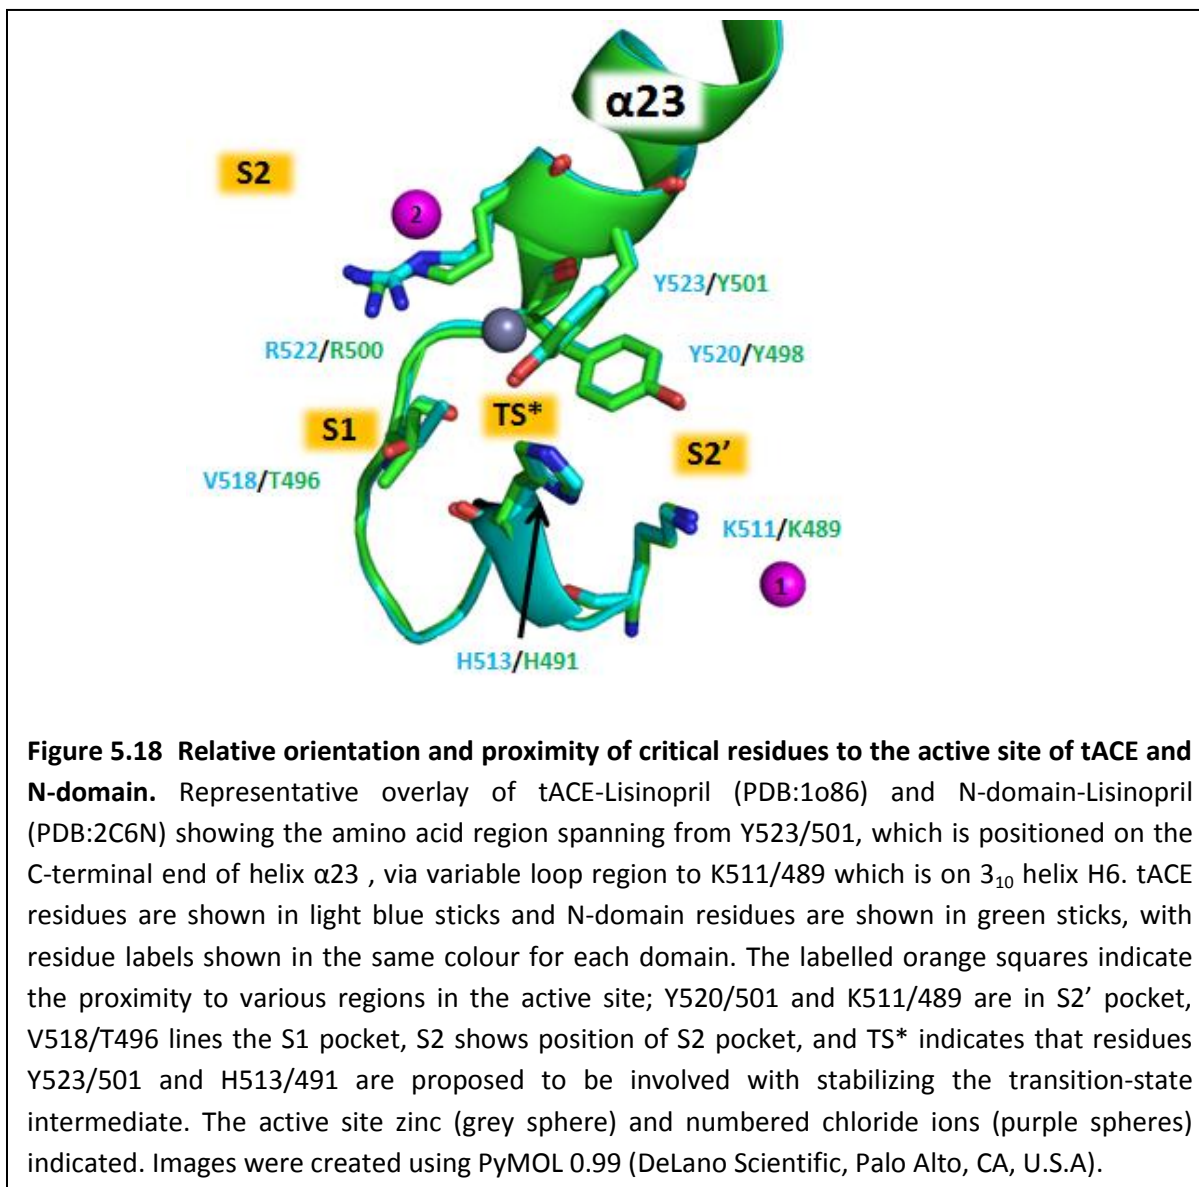 α23
S2
2
Y523/Y501
R522/R500
Y520/Y498
S1
TS*
S2’
V518/T496
K511/K489
1
H513/H491
Figure 5.18 Relative orientation and proximity of critical residues to the active site of tACE and
N-domain. Representative overlay of tACE-Lisinopril (PDB:1o86) and N-domain-Lisinopril
(PDB:2C6N) showing the amino acid region spanning from Y523/501, which is positioned on the
C-terminal end of helix α23 , via variable loop region to K511/489 which is on 3₁₀ helix H6. tACE
residues are shown in light blue sticks and N-domain residues are shown in green sticks, with
residue labels shown in the same colour for each domain. The labelled orange squares indicate
the proximity to various regions in the active site; Y520/501 and K511/489 are in S2’ pocket,
V518/T496 lines the S1 pocket, S2 shows position of S2 pocket, and TS* indicates that residues
Y523/501 and H513/491 are proposed to be involved with stabilizing the transition-state
intermediate. The active site zinc (grey sphere) and numbered chloride ions (purple spheres)
indicated. Images were created using PyMOL 0.99 (DeLano Scientific, Palo Alto, CA, U.S.A).